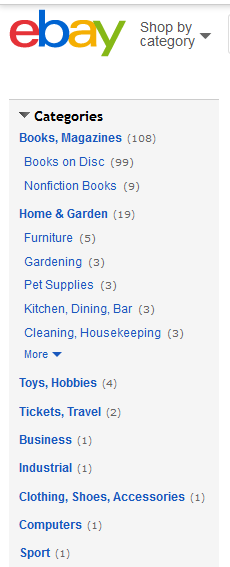 ebay
Shop by
category
Categories
Books, Magazines (108)
Books on Disc (99)
Nonfiction Books (9)
Home & Garden (19)
Furniture (5)
Gardening (3)
Pet Supplies (3)
Kitchen, Dining, Bar (3)
Cleaning, Housekeeping (3)
More
Toys, Hobbies (4)
Tickets, Travel (2)
Business (1)
Industrial (1)
Clothing, Shoes, Accessories (1)
Computers (1)
Sport (1)